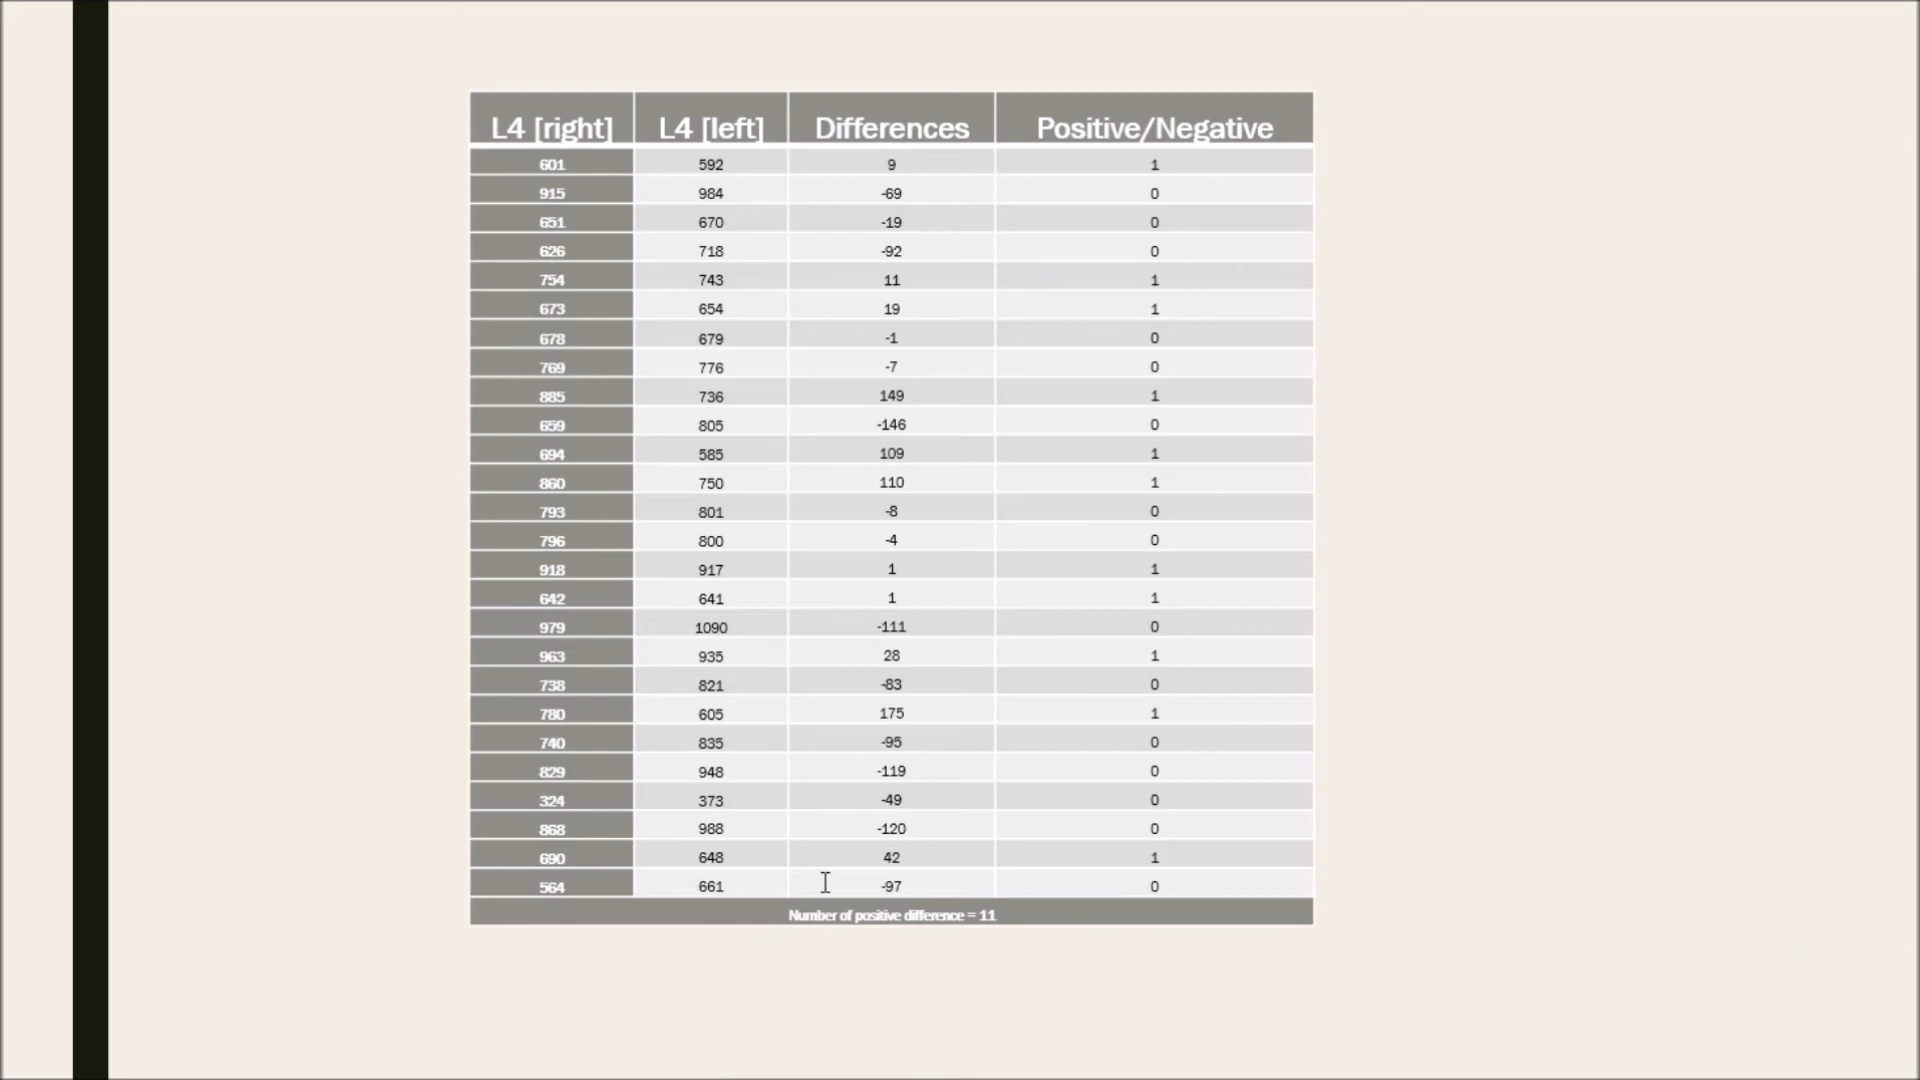 L4 [right] L4 [left] Differences Positive/Negative
601 592 9 1
915 984 -69 0
651 670 -19 0
626 718 -92 0
754 743 11 1
673 654 19 1
678 679 -1 0
769 776 -7 0
885 736 149 1
659 805 -146 0
694 585 109 1
860 750 110 1
793 801 -8 0
796 800 -4 0
918 917 1 1
642 641 1 1
979 1090 -111 0
963 935 28 1
738 821 -83 0
780 605 175 1
740 835 -95 0
829 948 -119 0
324 373 -49 0
868 988 -120 0
690 648 42 1
564 661 -97 0
Number of positive difference = 11